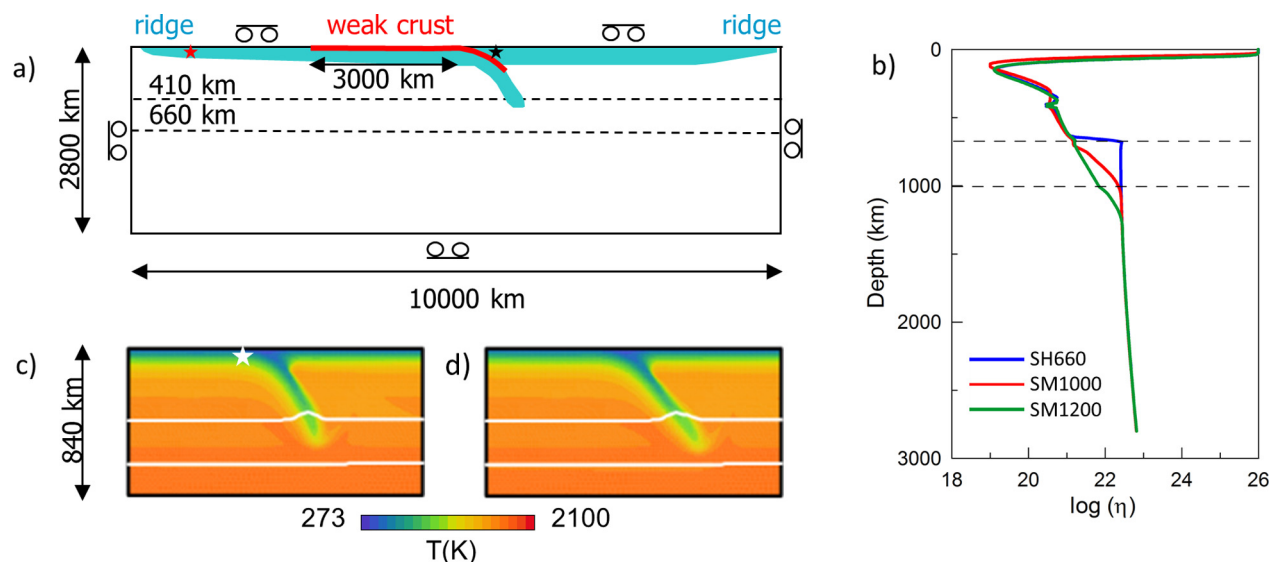 ridge
weak crust
ridge
a)
3000 km
410 km
660 km
2800 km
10000 km
b)
0
1000
2000
3000
Depth (km)
SH660
SM1000
SM1200
18 20 22 24 26
log (η)
c)
d)
840 km
273
2100
T(K)